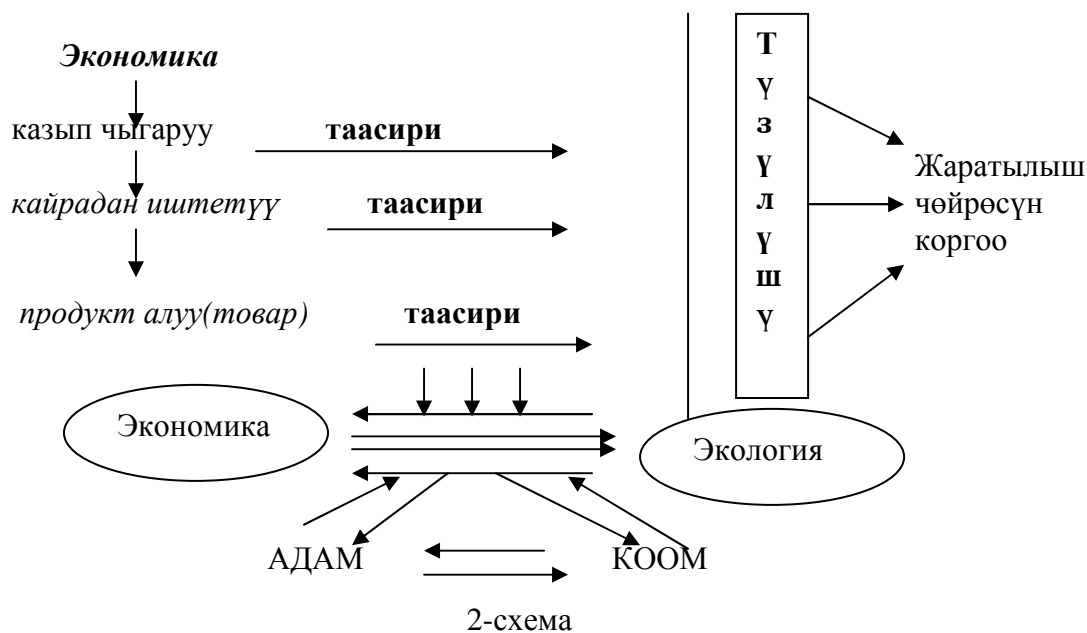 Экономика
казып чыгаруу
таасири
кайрадан иштетүү
таасири
продукт алуу(товар)
таасири
Түзүлүшү
Жаратылыш
чөйрөсүн
коргоо
Экономика
Экология
АДАМ
КООМ
2-схема